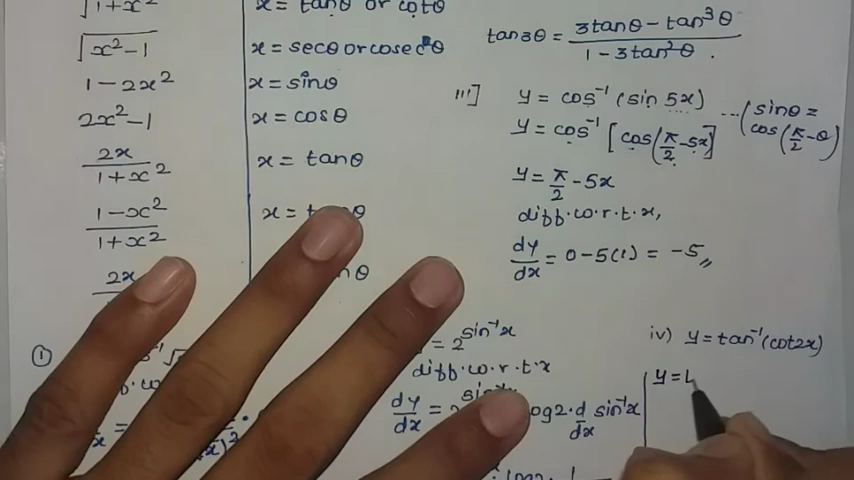 √1+x²
x = tanθ or cotθ
√x²-1
x = secθ or cosecθ
1-2x²
x = sinθ
2x²-1
x = cosθ
2x/1+x²
x = tanθ
1-x²/1+x²
x =
2x
θ
tan3θ = 3tanθ - tan³θ / 1-3tan²θ .
iii] y = cos⁻¹ (sin 5x) ...(sinθ = cos(π/2-θ)
y = cos⁻¹ [cos(π/2-5x]
y = π/2 - 5x
diff. w.r.t. x,
dy/dx = 0-5(1) = -5,,
①
= 2^sin⁻¹x
diff. w.r.t. x
dy/dx = log2. d/dx sin⁻¹x
iv) y = tan⁻¹(cot2x)
y =